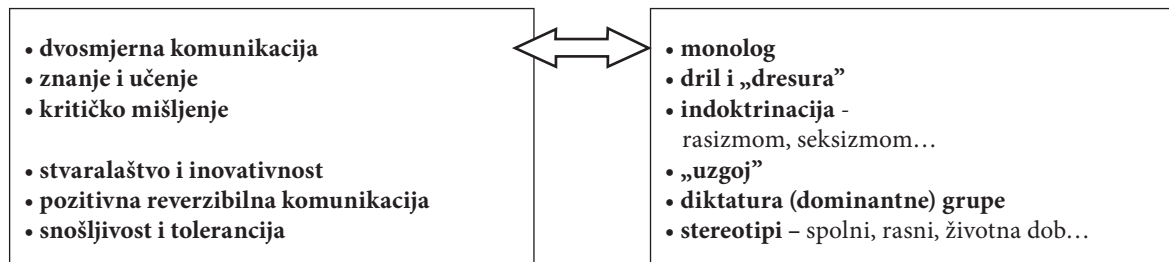 • dvosmjerna komunikacija
• znanje i učenje
• kritičko mišljenje
• stvaralaštvo i inovativnost
• pozitivna reverzibilna komunikacija
• snošljivost i tolerancija
• monolog
• dril i „dresura”
• indoktrinacija -
rasizmom, seksizmom…
• „uzgoj”
• diktatura (dominantne) grupe
• stereotipi – spolni, rasni, životna dob…